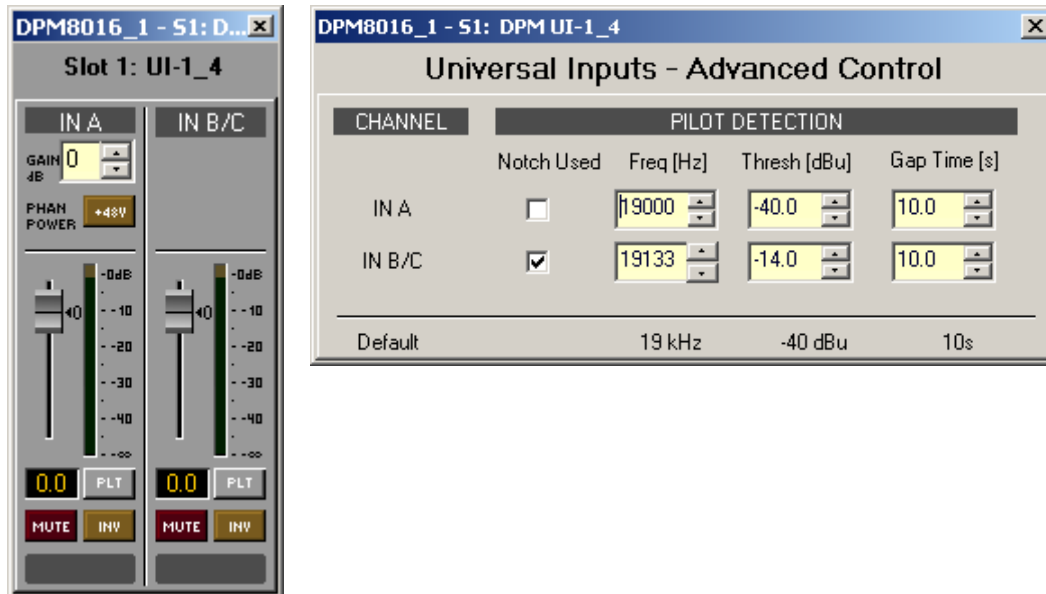 DPM8016_1 - S1: D...
Slot 1: UI-1_4
IN A
IN B/C
GAIN dB
0
PHAN POWER
+48V
-0dB
-0dB
0
--10
0
--10
--20
--20
--30
--30
--40
--40
--∞
--∞
0.0
PLT
0.0
PLT
MUTE
INV
MUTE
INV
DPM8016_1 - S1: DPM UI-1_4
Universal Inputs - Advanced Control
CHANNEL
PILOT DETECTION
Notch Used Freq [Hz] Thresh [dBu] Gap Time [s]
IN A 19000 -40.0 10.0
IN B/C 19133 -14.0 10.0
Default 19 kHz -40 dBu 10s